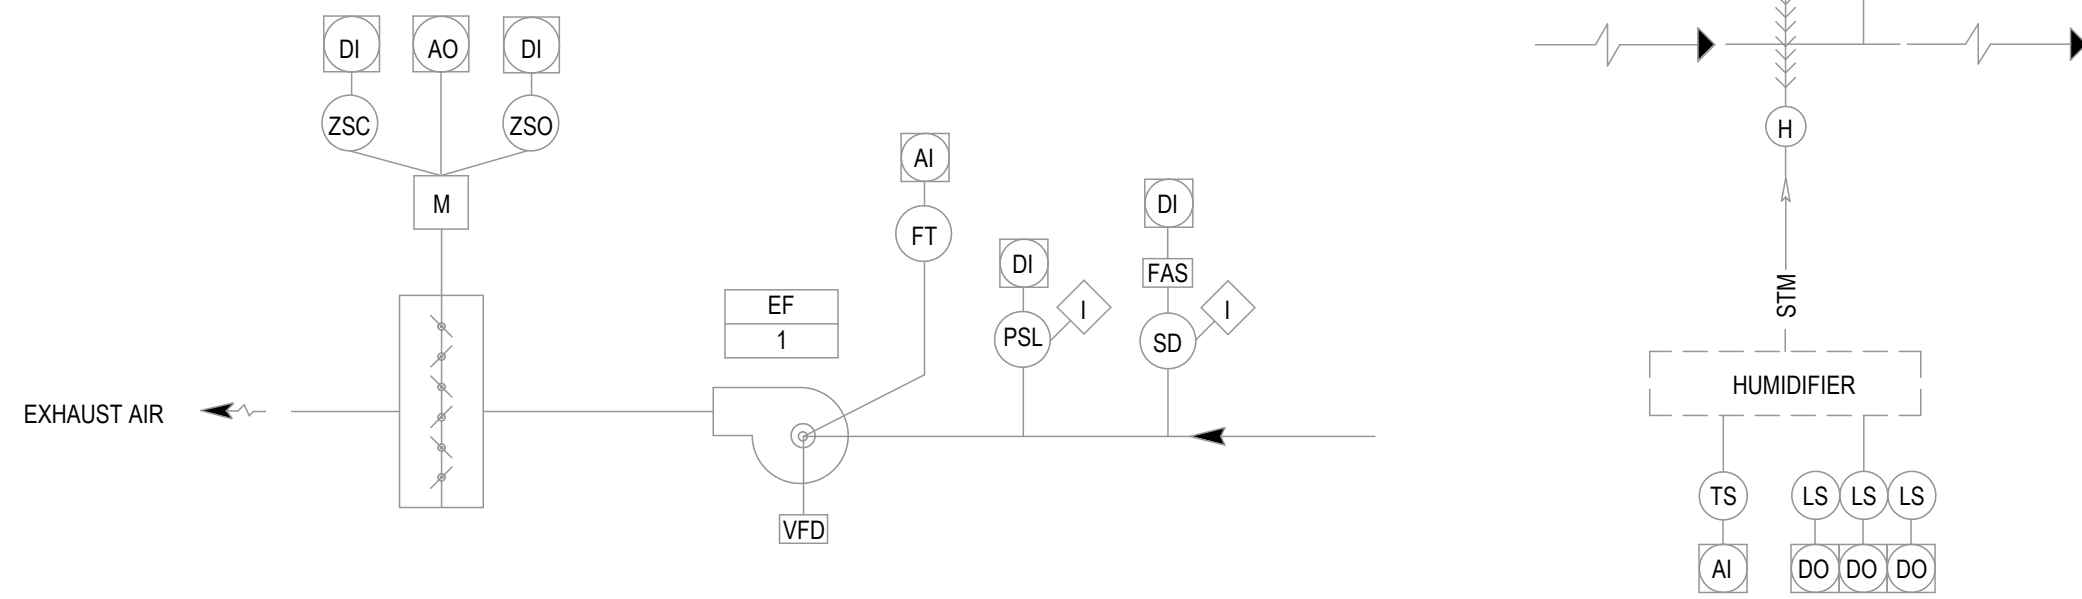 DI
AO
DI
ZSC
ZSO
M
EXHAUST AIR
EF
1
VFD
AI
FT
DI
PSL
I
DI
FAS
SD
I
H
STM
HUMIDIFIER
TS
LS
LS
LS
AI
DO
DO
DO